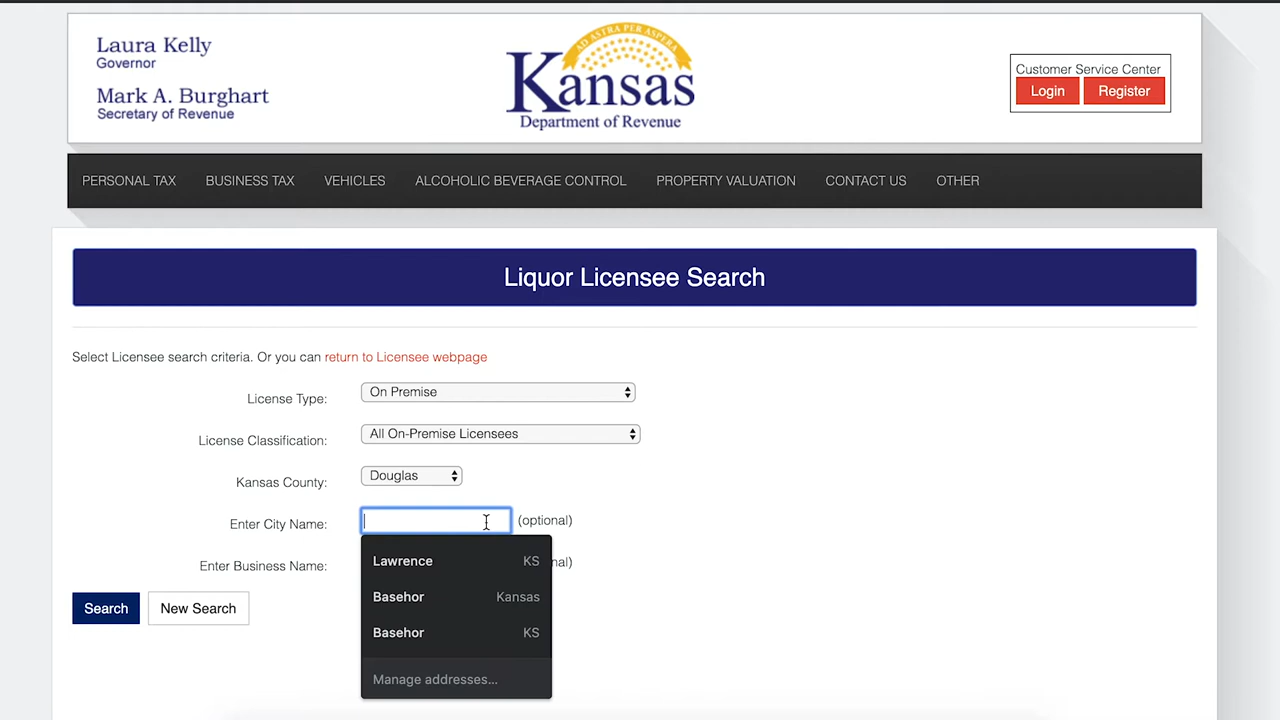 Laura Kelly
Governor
Mark A. Burghart
Secretary of Revenue
AD ASTRA PER ASPERA
Kansas
Department of Revenue
Customer Service Center
Login Register
PERSONAL TAX BUSINESS TAX VEHICLES ALCOHOLIC BEVERAGE CONTROL PROPERTY VALUATION CONTACT US OTHER
Liquor Licensee Search
Select Licensee search criteria. Or you can return to Licensee webpage
License Type: On Premise
License Classification: All On-Premise Licensees
Kansas County: Douglas
Enter City Name: (optional)
Lawrence KS
Enter Business Name: nal)
Basehor Kansas
Search New Search
Basehor KS
Manage addresses...